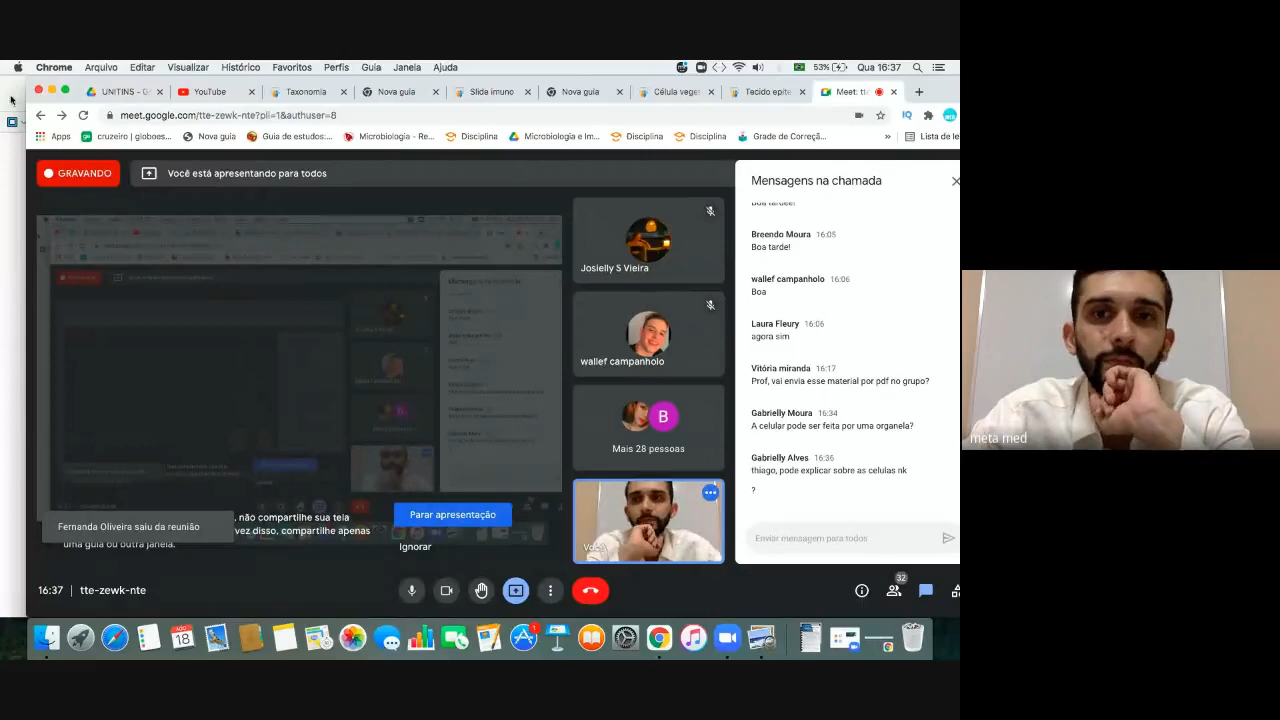 Chrome Arquivo Editar Visualizar Histórico Favoritos Perfis Guia Janela Ajuda
53% Qua 16:37
UNITINS - G
YouTube
Taxonomia
Nova guia
Slide imuno
Nova guia
Célula veget
Tecido epite
Meet: tte
meet.google.com/tte-zewk-nte?pli=1&authuser=8
Apps
cruzeiro | globoes...
Nova guia
Guia de estudos:...
Microbiologia - Re...
Disciplina
Microbiologia e Im...
Disciplina
Disciplina
Grade de Correçã...
»
Lista de le
GRAVANDO
Você está apresentando para todos
Josielly S Vieira
wallef campanholo
B
Mais 28 pessoas
Fernanda Oliveira saiu da reunião
, não compartilhe sua tela
vez disso, compartilhe apenas
uma guia ou outra janela.
Parar apresentação
Ignorar
Mensagens na chamada
Boa tardee!
Breendo Moura 16:05
Boa tarde!
wallef campanholo 16:06
Boa
Laura Fleury 16:06
agora sim
Vitória miranda 16:17
Prof, vai envia esse material por pdf no grupo?
Gabrielly Moura 16:34
A celular pode ser feita por uma organela?
Gabrielly Alves 16:36
thiago, pode explicar sobre as celulas nk
?
Enviar mensagem para todos
16:37 | tte-zewk-nte
32
AGO
18
1
meta med